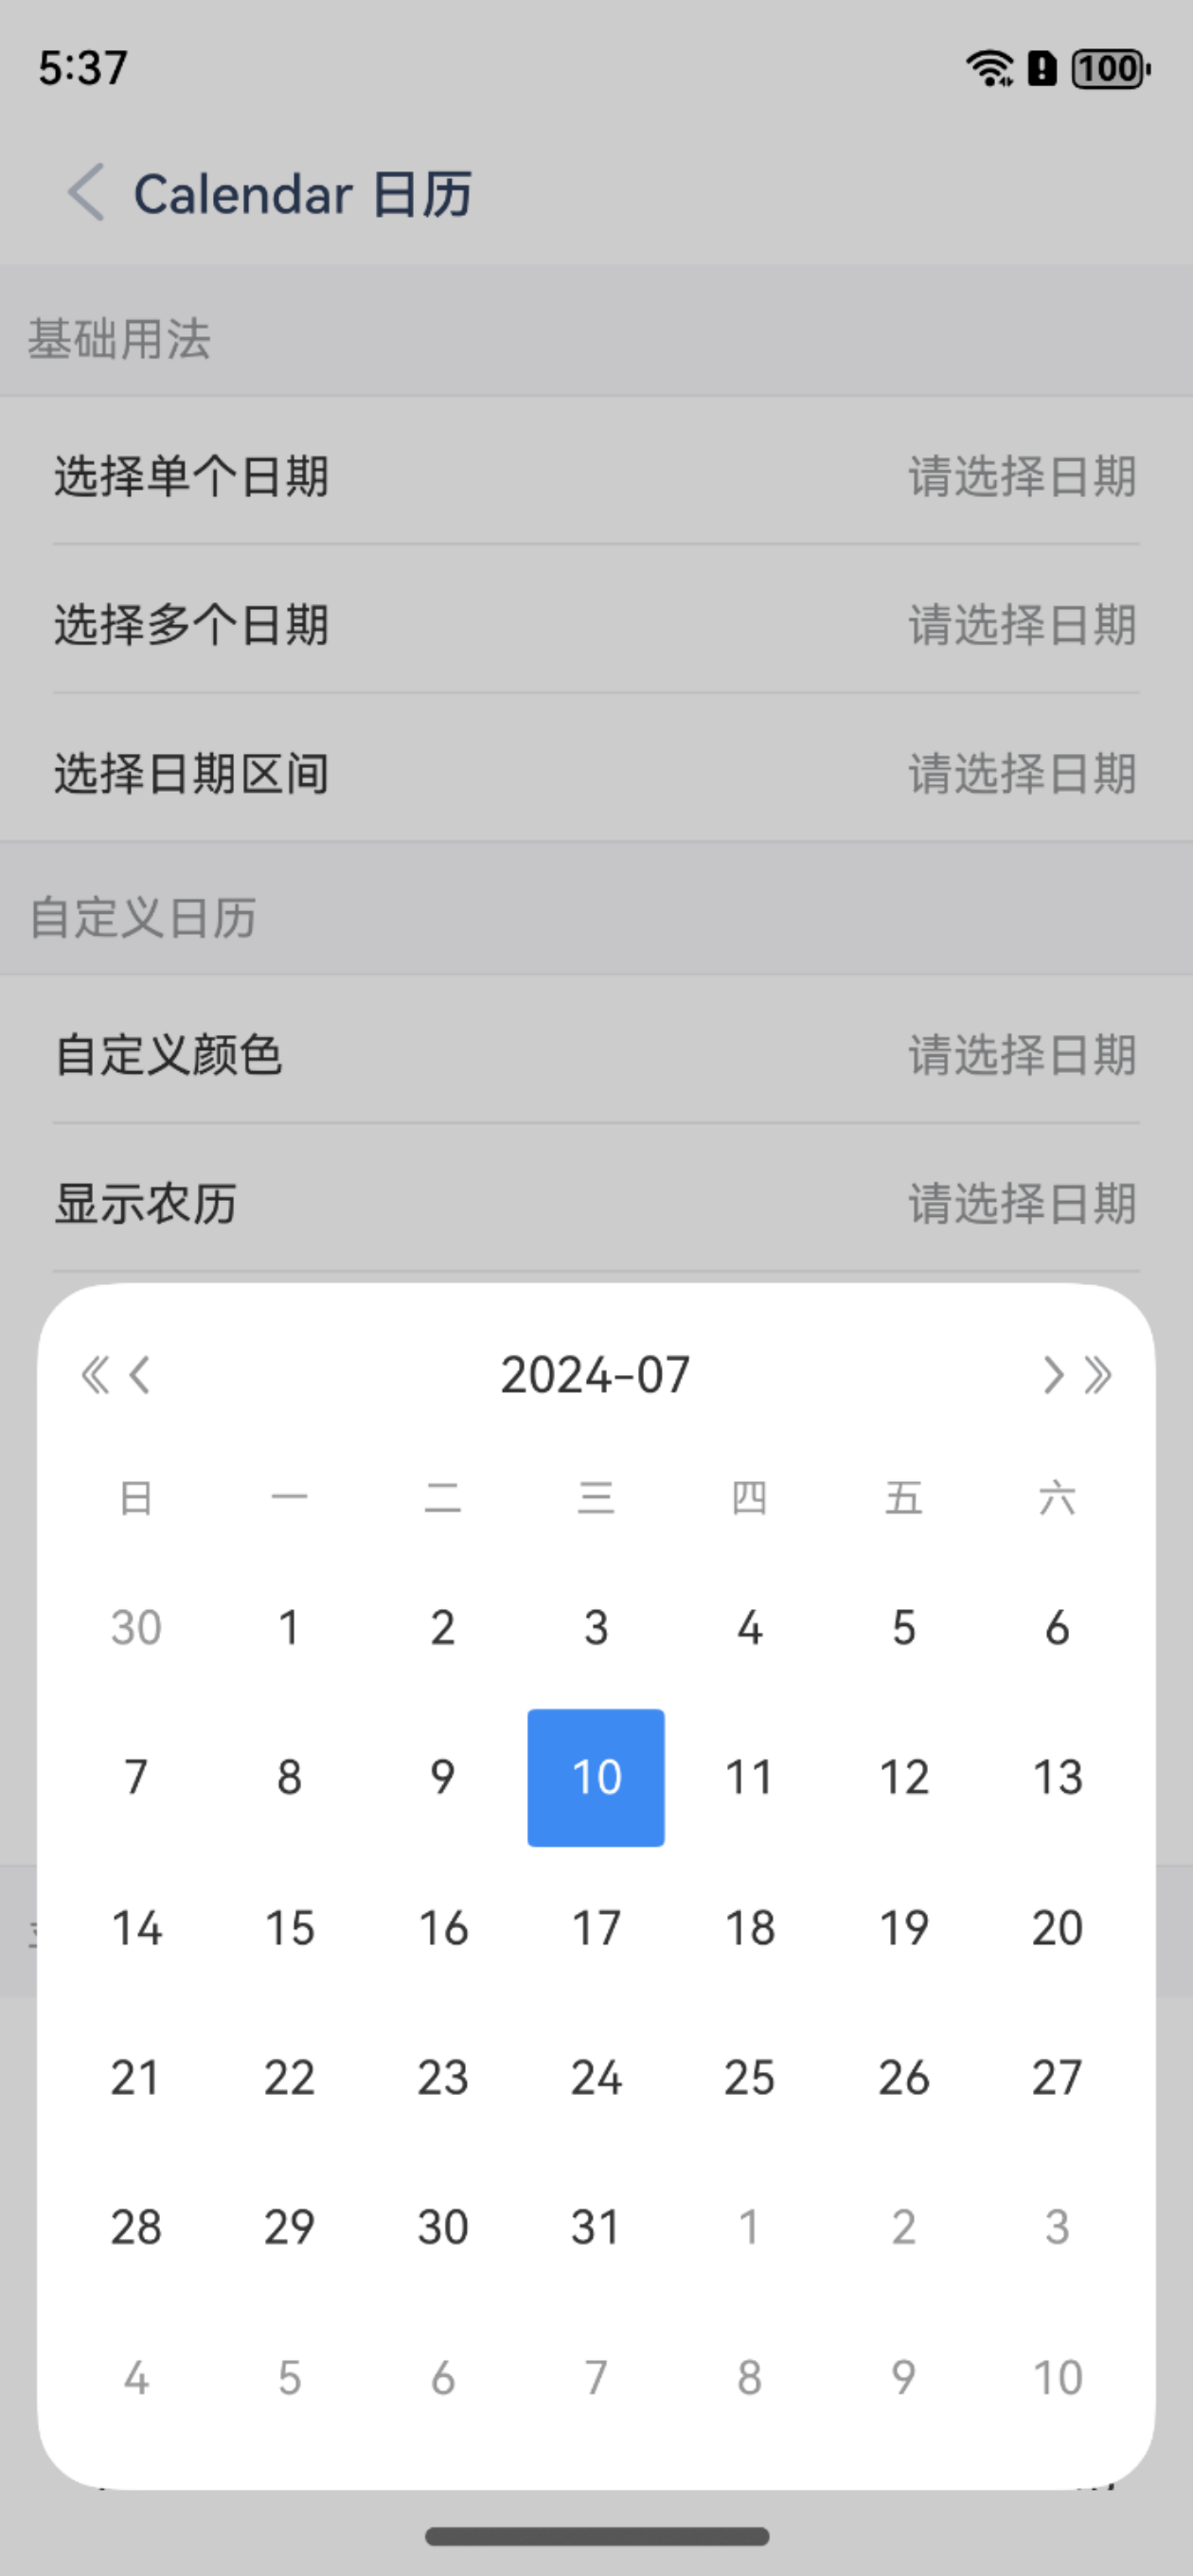 5:37
100
Calendar 日历
基础用法
选择单个日期 请选择日期
选择多个日期 请选择日期
选择日期区间 请选择日期
自定义日历
自定义颜色 请选择日期
显示农历 请选择日期
2024-07
日 一 二 三 四 五 六
30 1 2 3 4 5 6
7 8 9 10 11 12 13
14 15 16 17 18 19 20
21 22 23 24 25 26 27
28 29 30 31 1 2 3
4 5 6 7 8 9 10